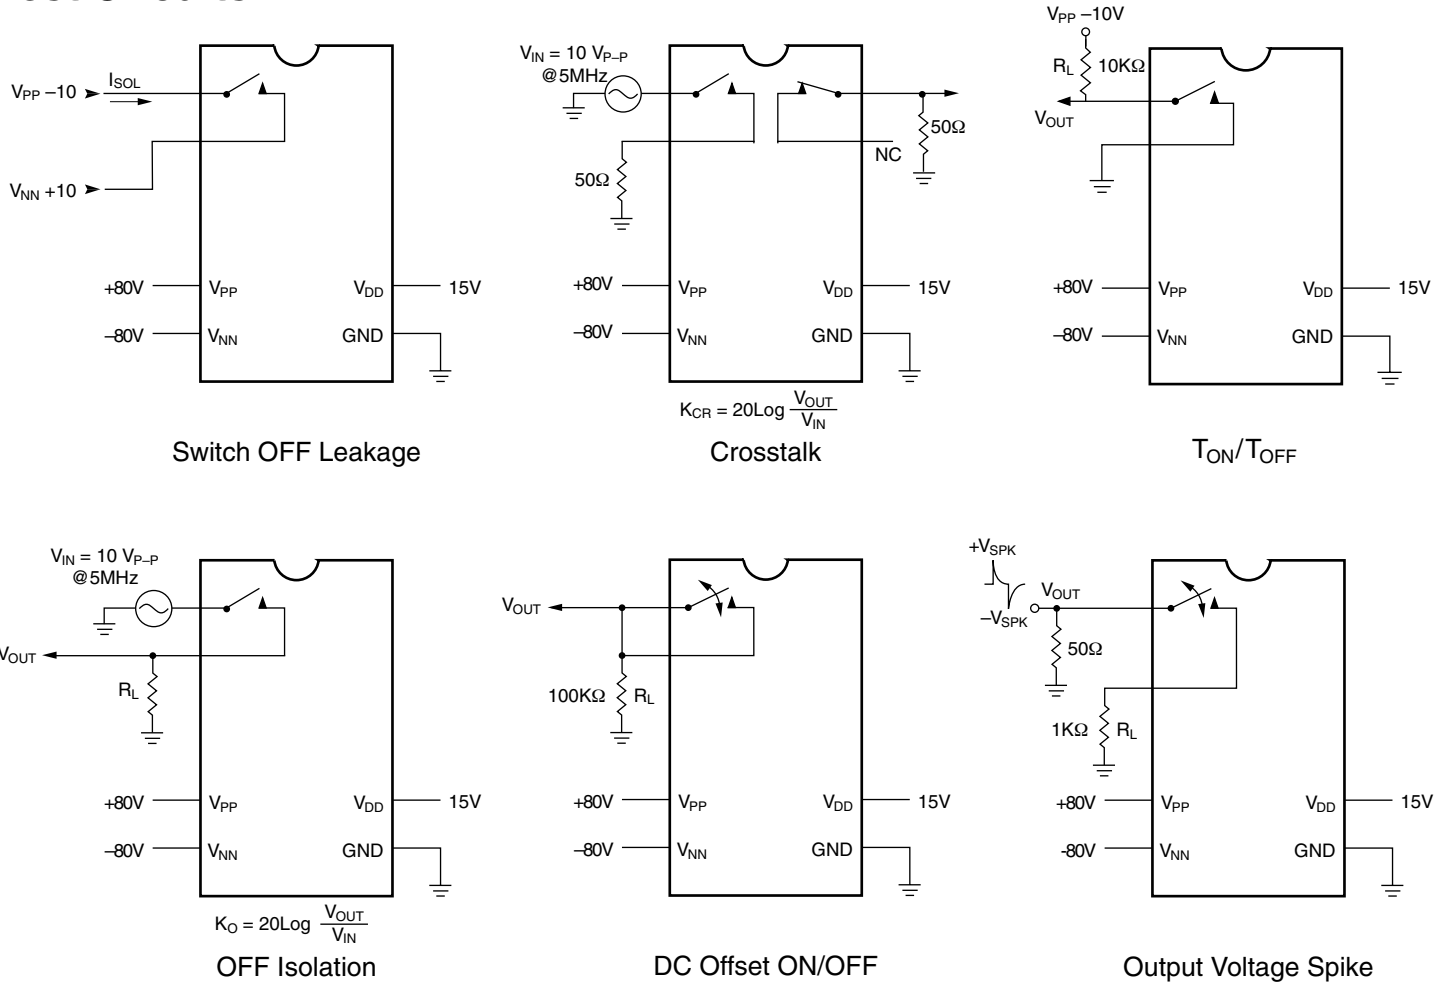 V_PP –10
I_SOL
V_NN +10
+80V
V_PP
V_DD
15V
–80V
V_NN
GND
Switch OFF Leakage
V_IN = 10 V_P–P
@5MHz
50Ω
50Ω
NC
+80V
V_PP
V_DD
15V
–80V
V_NN
GND
K_CR = 20Log V_OUT
V_IN
Crosstalk
V_PP –10V
R_L 10KΩ
V_OUT
+80V
V_PP
V_DD
15V
–80V
V_NN
GND
T_ON/T_OFF
V_IN = 10 V_P–P
@5MHz
V_OUT
R_L
+80V
V_PP
V_DD
15V
–80V
V_NN
GND
K_O = 20Log V_OUT
V_IN
OFF Isolation
V_OUT
100KΩ R_L
+80V
V_PP
V_DD
15V
–80V
V_NN
GND
DC Offset ON/OFF
+V_SPK
V_OUT
–V_SPK
50Ω
1KΩ R_L
+80V
V_PP
V_DD
15V
-80V
V_NN
GND
Output Voltage Spike